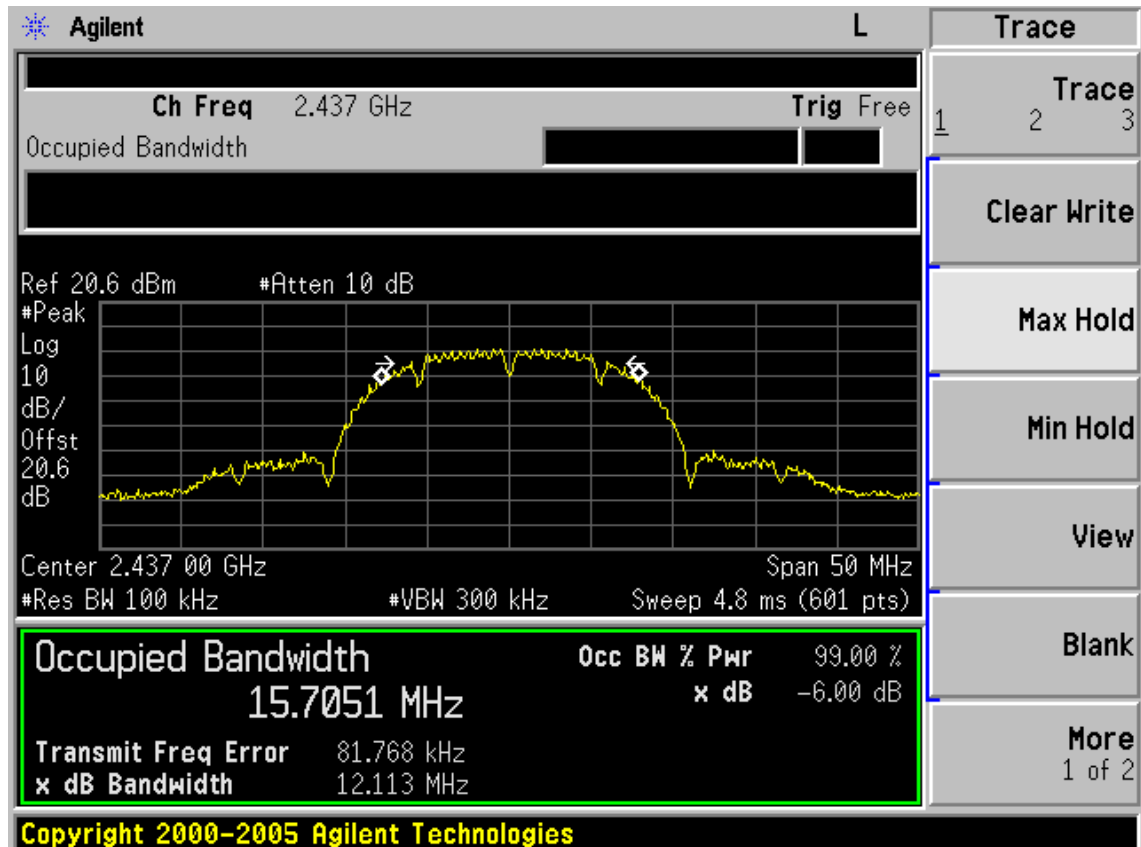 Agilent L Trace
Ch Freq 2.437 GHz Trig Free
Occupied Bandwidth
Trace
1 2 3
Clear Write
Max Hold
Min Hold
View
Blank
More
1 of 2
Ref 20.6 dBm #Atten 10 dB
#Peak
Log
10
dB/
Offst
20.6
dB
Center 2.437 00 GHz Span 50 MHz
#Res BW 100 kHz #VBW 300 kHz Sweep 4.8 ms (601 pts)
Occupied Bandwidth Occ BW % Pwr 99.00 %
15.7051 MHz x dB -6.00 dB
Transmit Freq Error 81.768 kHz
x dB Bandwidth 12.113 MHz
Copyright 2000-2005 Agilent Technologies